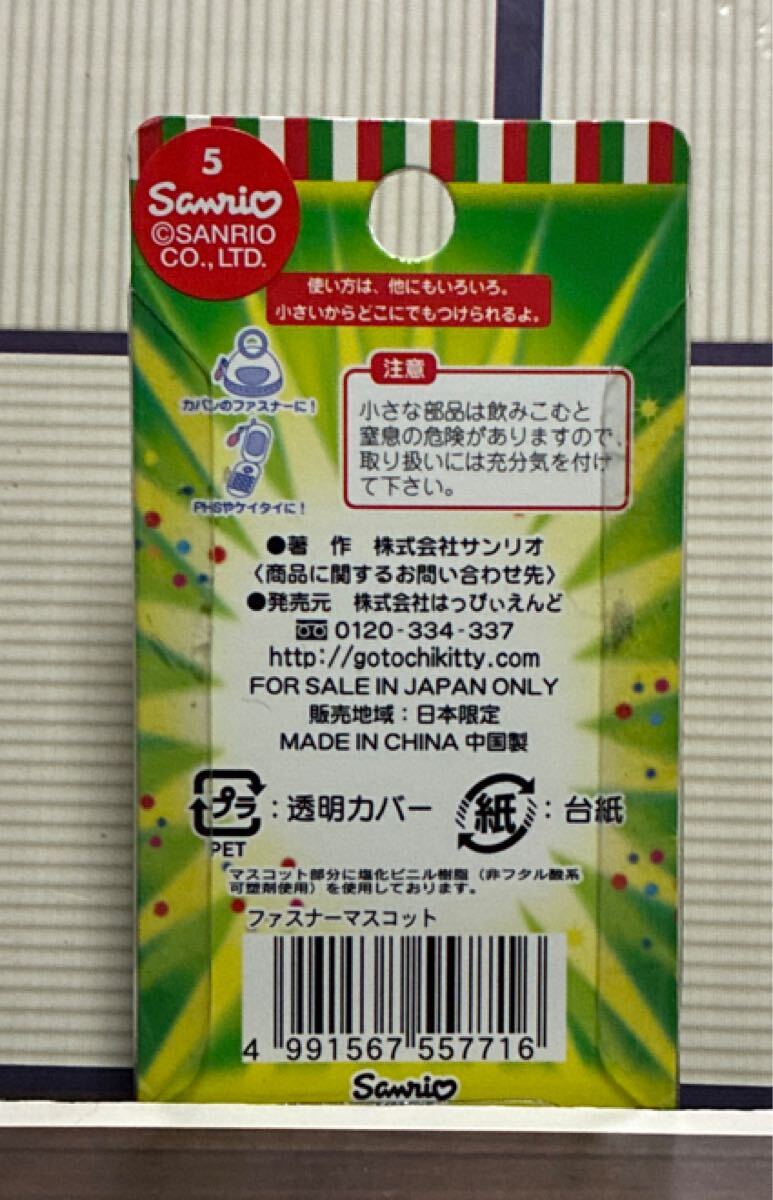 5
Sanrio
©SANRIO
CO., LTD.
使い方は、他にもいろいろ。
小さいからどこにでもつけられるよ。
カバンのファスナーに!
PHSやケイタイに!
注意
小さな部品は飲みこむと
窒息の危険がありますので、
取り扱いには充分気を付け
て下さい。
●著 作 株式会社サンリオ
〈商品に関するお問い合わせ先〉
●発売元 株式会社はっぴぃえんど
0120-334-337
http://gotochikitty.com
FOR SALE IN JAPAN ONLY
販売地域：日本限定
MADE IN CHINA 中国製
プラ：透明カバー
PET
紙：台紙
マスコット部分に塩化ビニル樹脂（非フタル酸系
可塑剤使用）を使用しております。
ファスナーマスコット
4 991567 557716
Sanrio